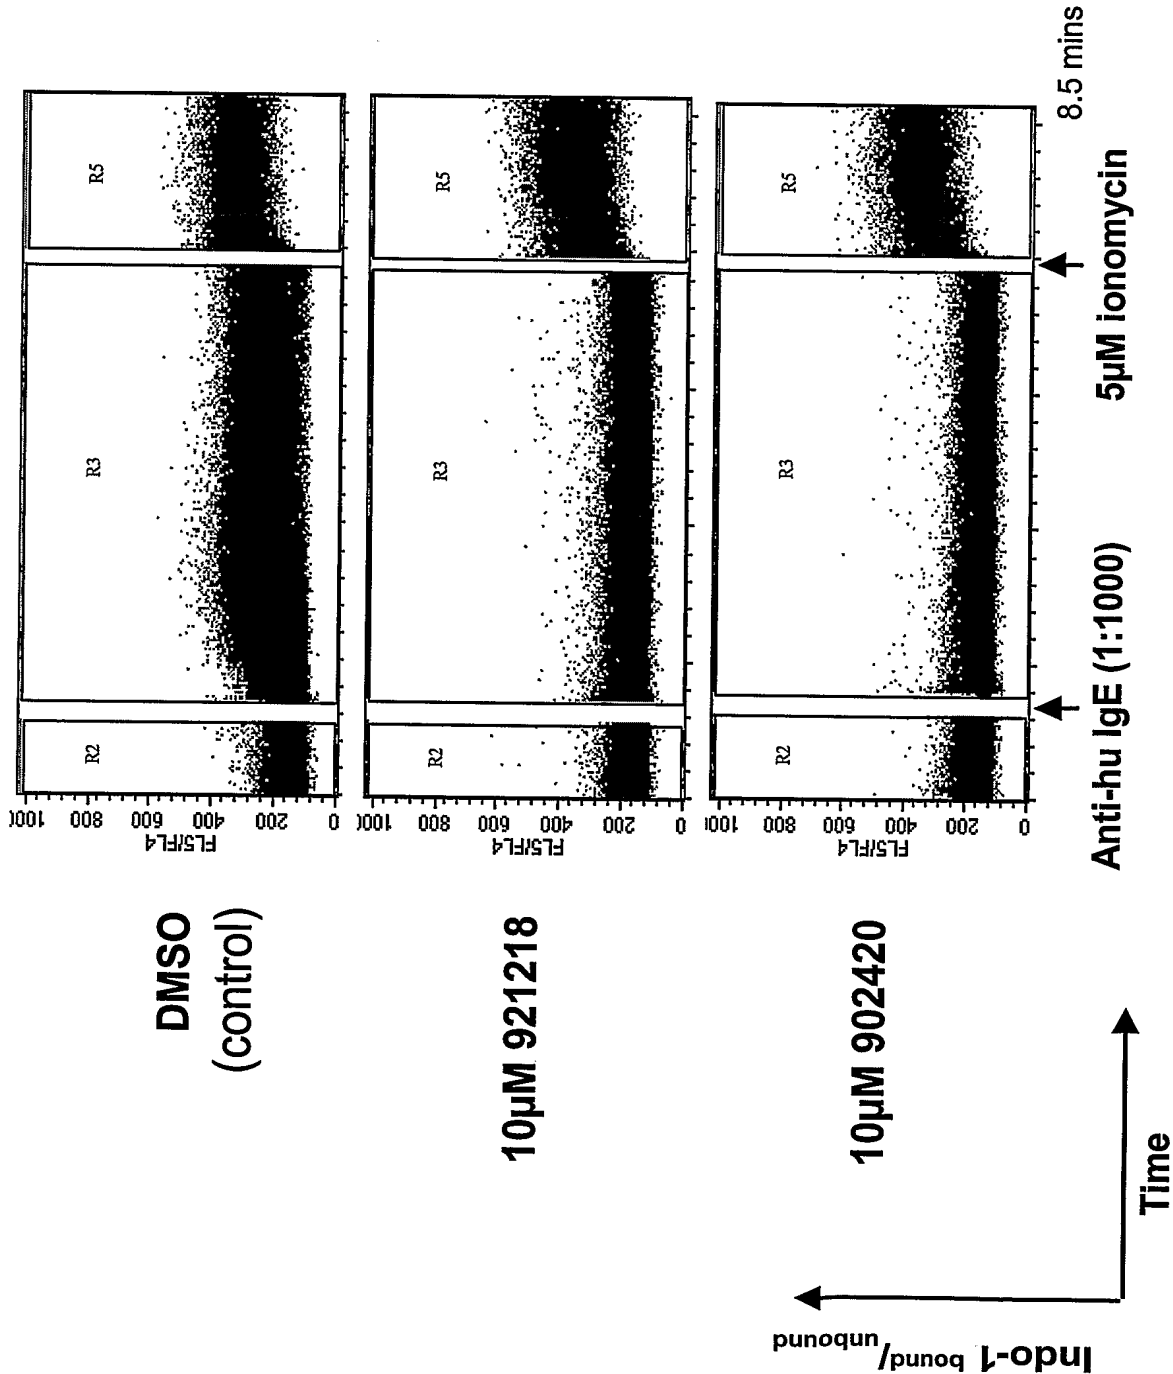 DMSO
(control)
FL5/FL4
0 200 400 600 800 1000
R2
R3
R5
10µM 921218
FL5/FL4
0 200 400 600 800 1000
R2
R3
R5
10µM 902420
FL5/FL4
0 200 400 600 800 1000
R2
R3
R5
8.5 mins
Anti-hu IgE (1:1000)
5µM ionomycin
Indo-1 bound/unbound
Time